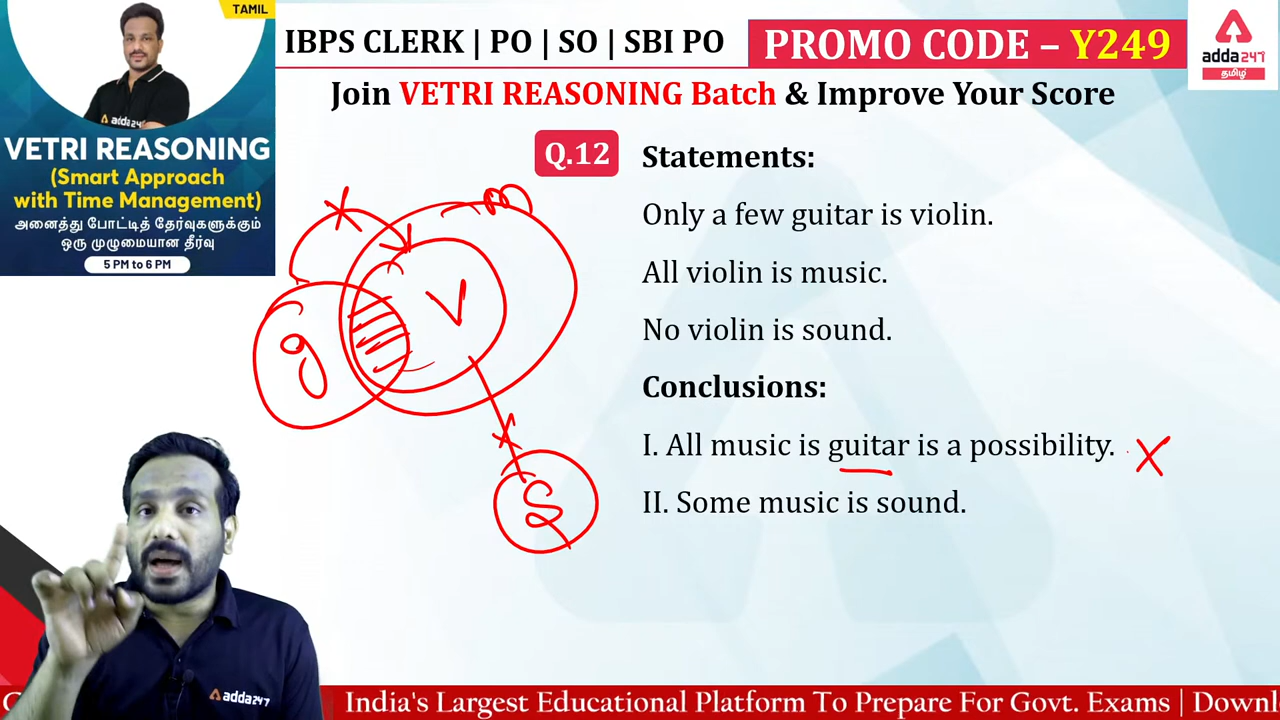 TAMIL
adda247
VETRI REASONING
(Smart Approach
with Time Management)
அனைத்து போட்டித் தேர்வுகளுக்கும்
ஒரு முழுமையான தீர்வு
5 PM to 6 PM
IBPS CLERK | PO | SO | SBI PO
PROMO CODE – Y249
adda247
தமிழ்
Join VETRI REASONING Batch & Improve Your Score
Q.12
Statements:
Only a few guitar is violin.
All violin is music.
No violin is sound.
Conclusions:
I. All music is guitar is a possibility.
II. Some music is sound.
m
V
g
S
adda247
India's Largest Educational Platform To Prepare For Govt. Exams | Downl